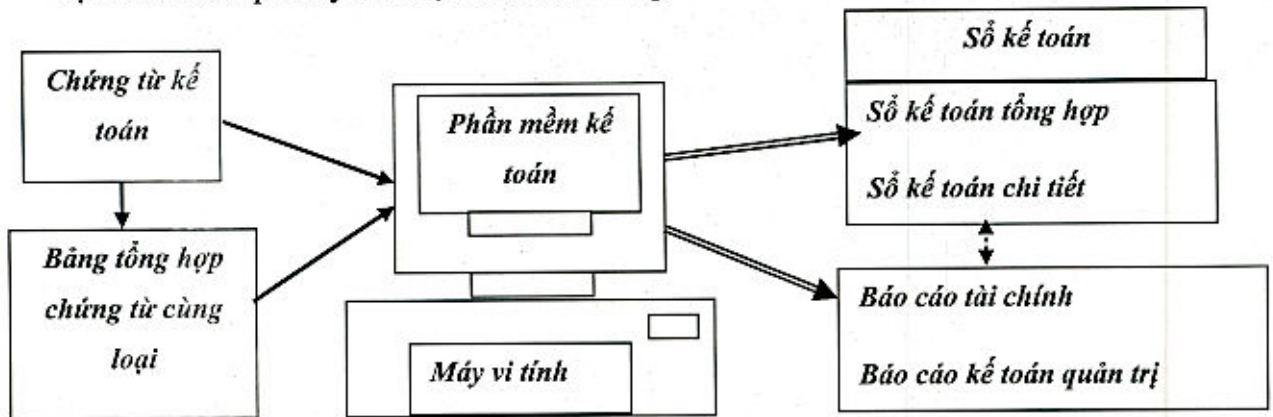 Chứng từ kế
toán
Bảng tổng hợp
chứng từ cùng
loại
Phần mềm kế
toán
Máy vi tính
Sổ kế toán
Sổ kế toán tổng hợp
Sổ kế toán chi tiết
Báo cáo tài chính
Báo cáo kế toán quản trị